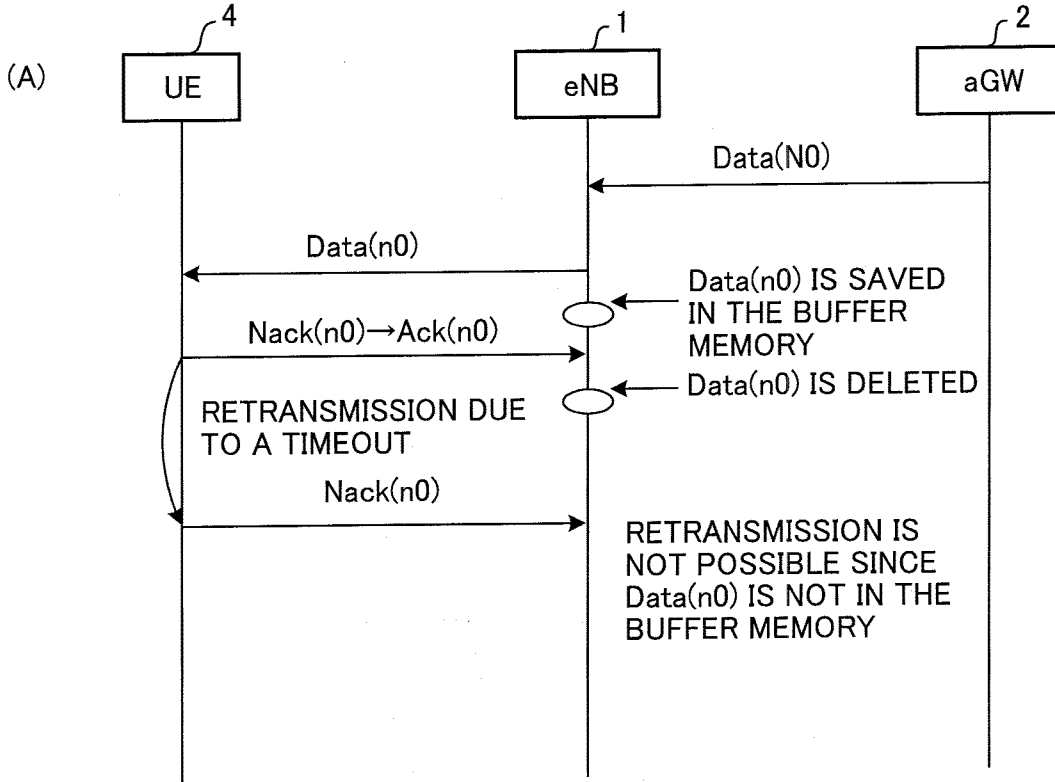 4
1
2
(A)
UE
eNB
aGW
Data(N0)
Data(n0)
Data(n0) IS SAVED
IN THE BUFFER
MEMORY
Nack(n0)→Ack(n0)
Data(n0) IS DELETED
RETRANSMISSION DUE
TO A TIMEOUT
Nack(n0)
RETRANSMISSION IS
NOT POSSIBLE SINCE
Data(n0) IS NOT IN THE
BUFFER MEMORY